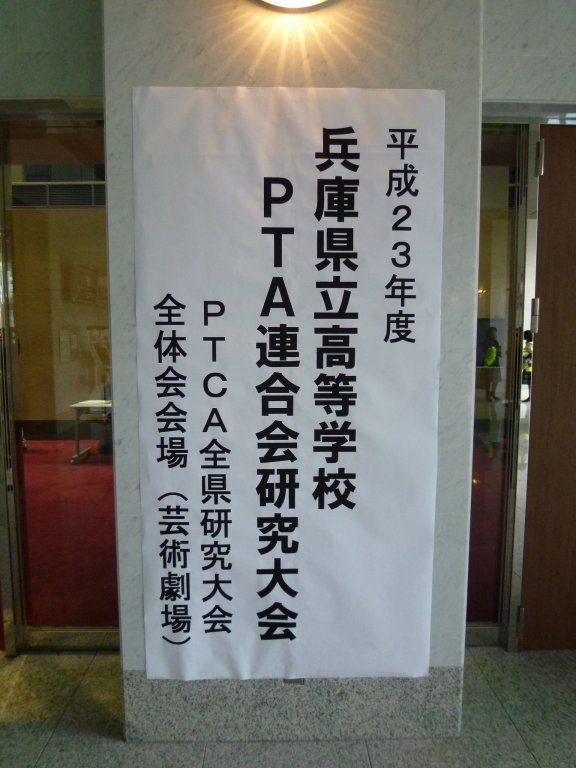 平成２３年度
兵庫県立高等学校
ＰＴＡ連合会研究大会
ＰＴＣＡ全県研究大会
全体会会場（芸術劇場）